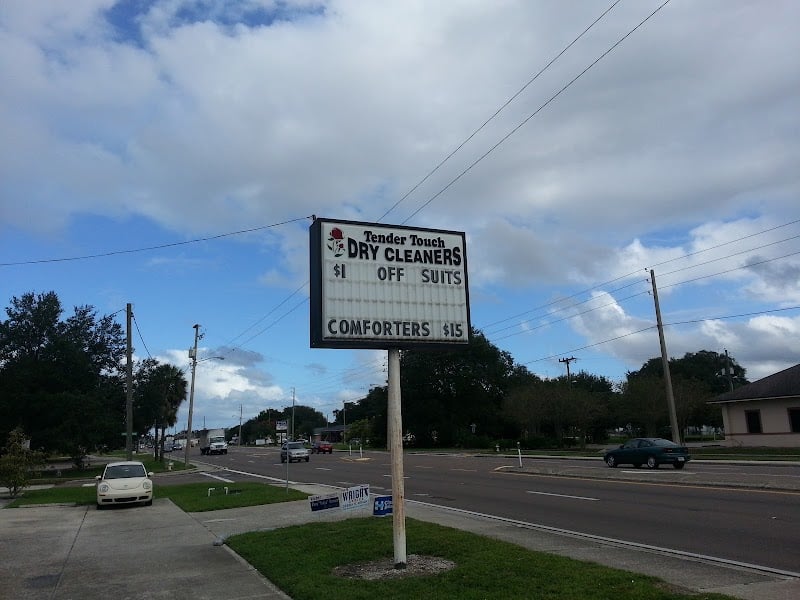 Tender Touch
DRY CLEANERS
$1 OFF SUITS
COMFORTERS $15
WRIGHT